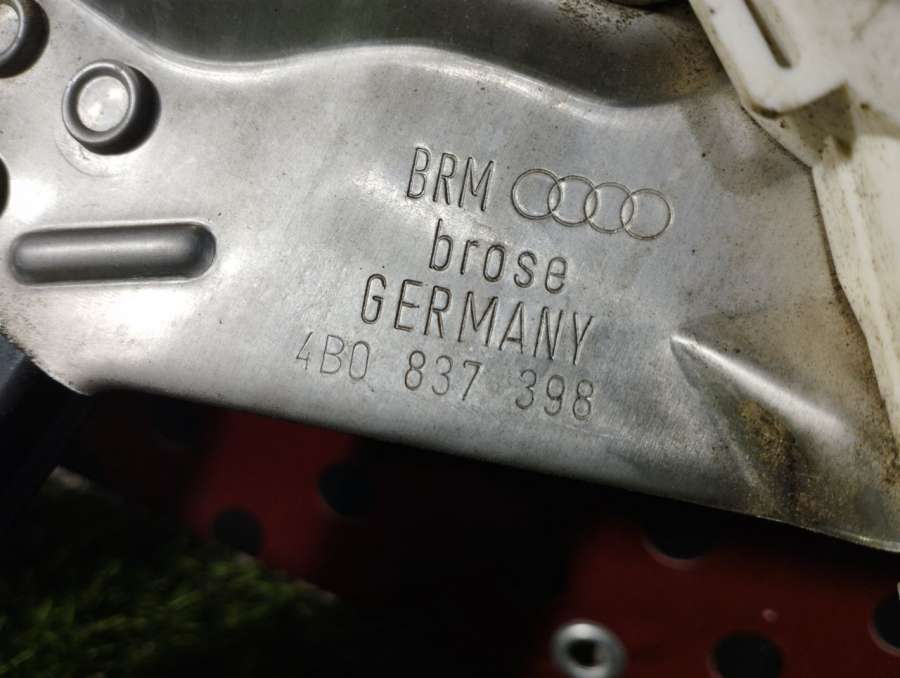 BRM
brose
GERMANY
4B0 837 398